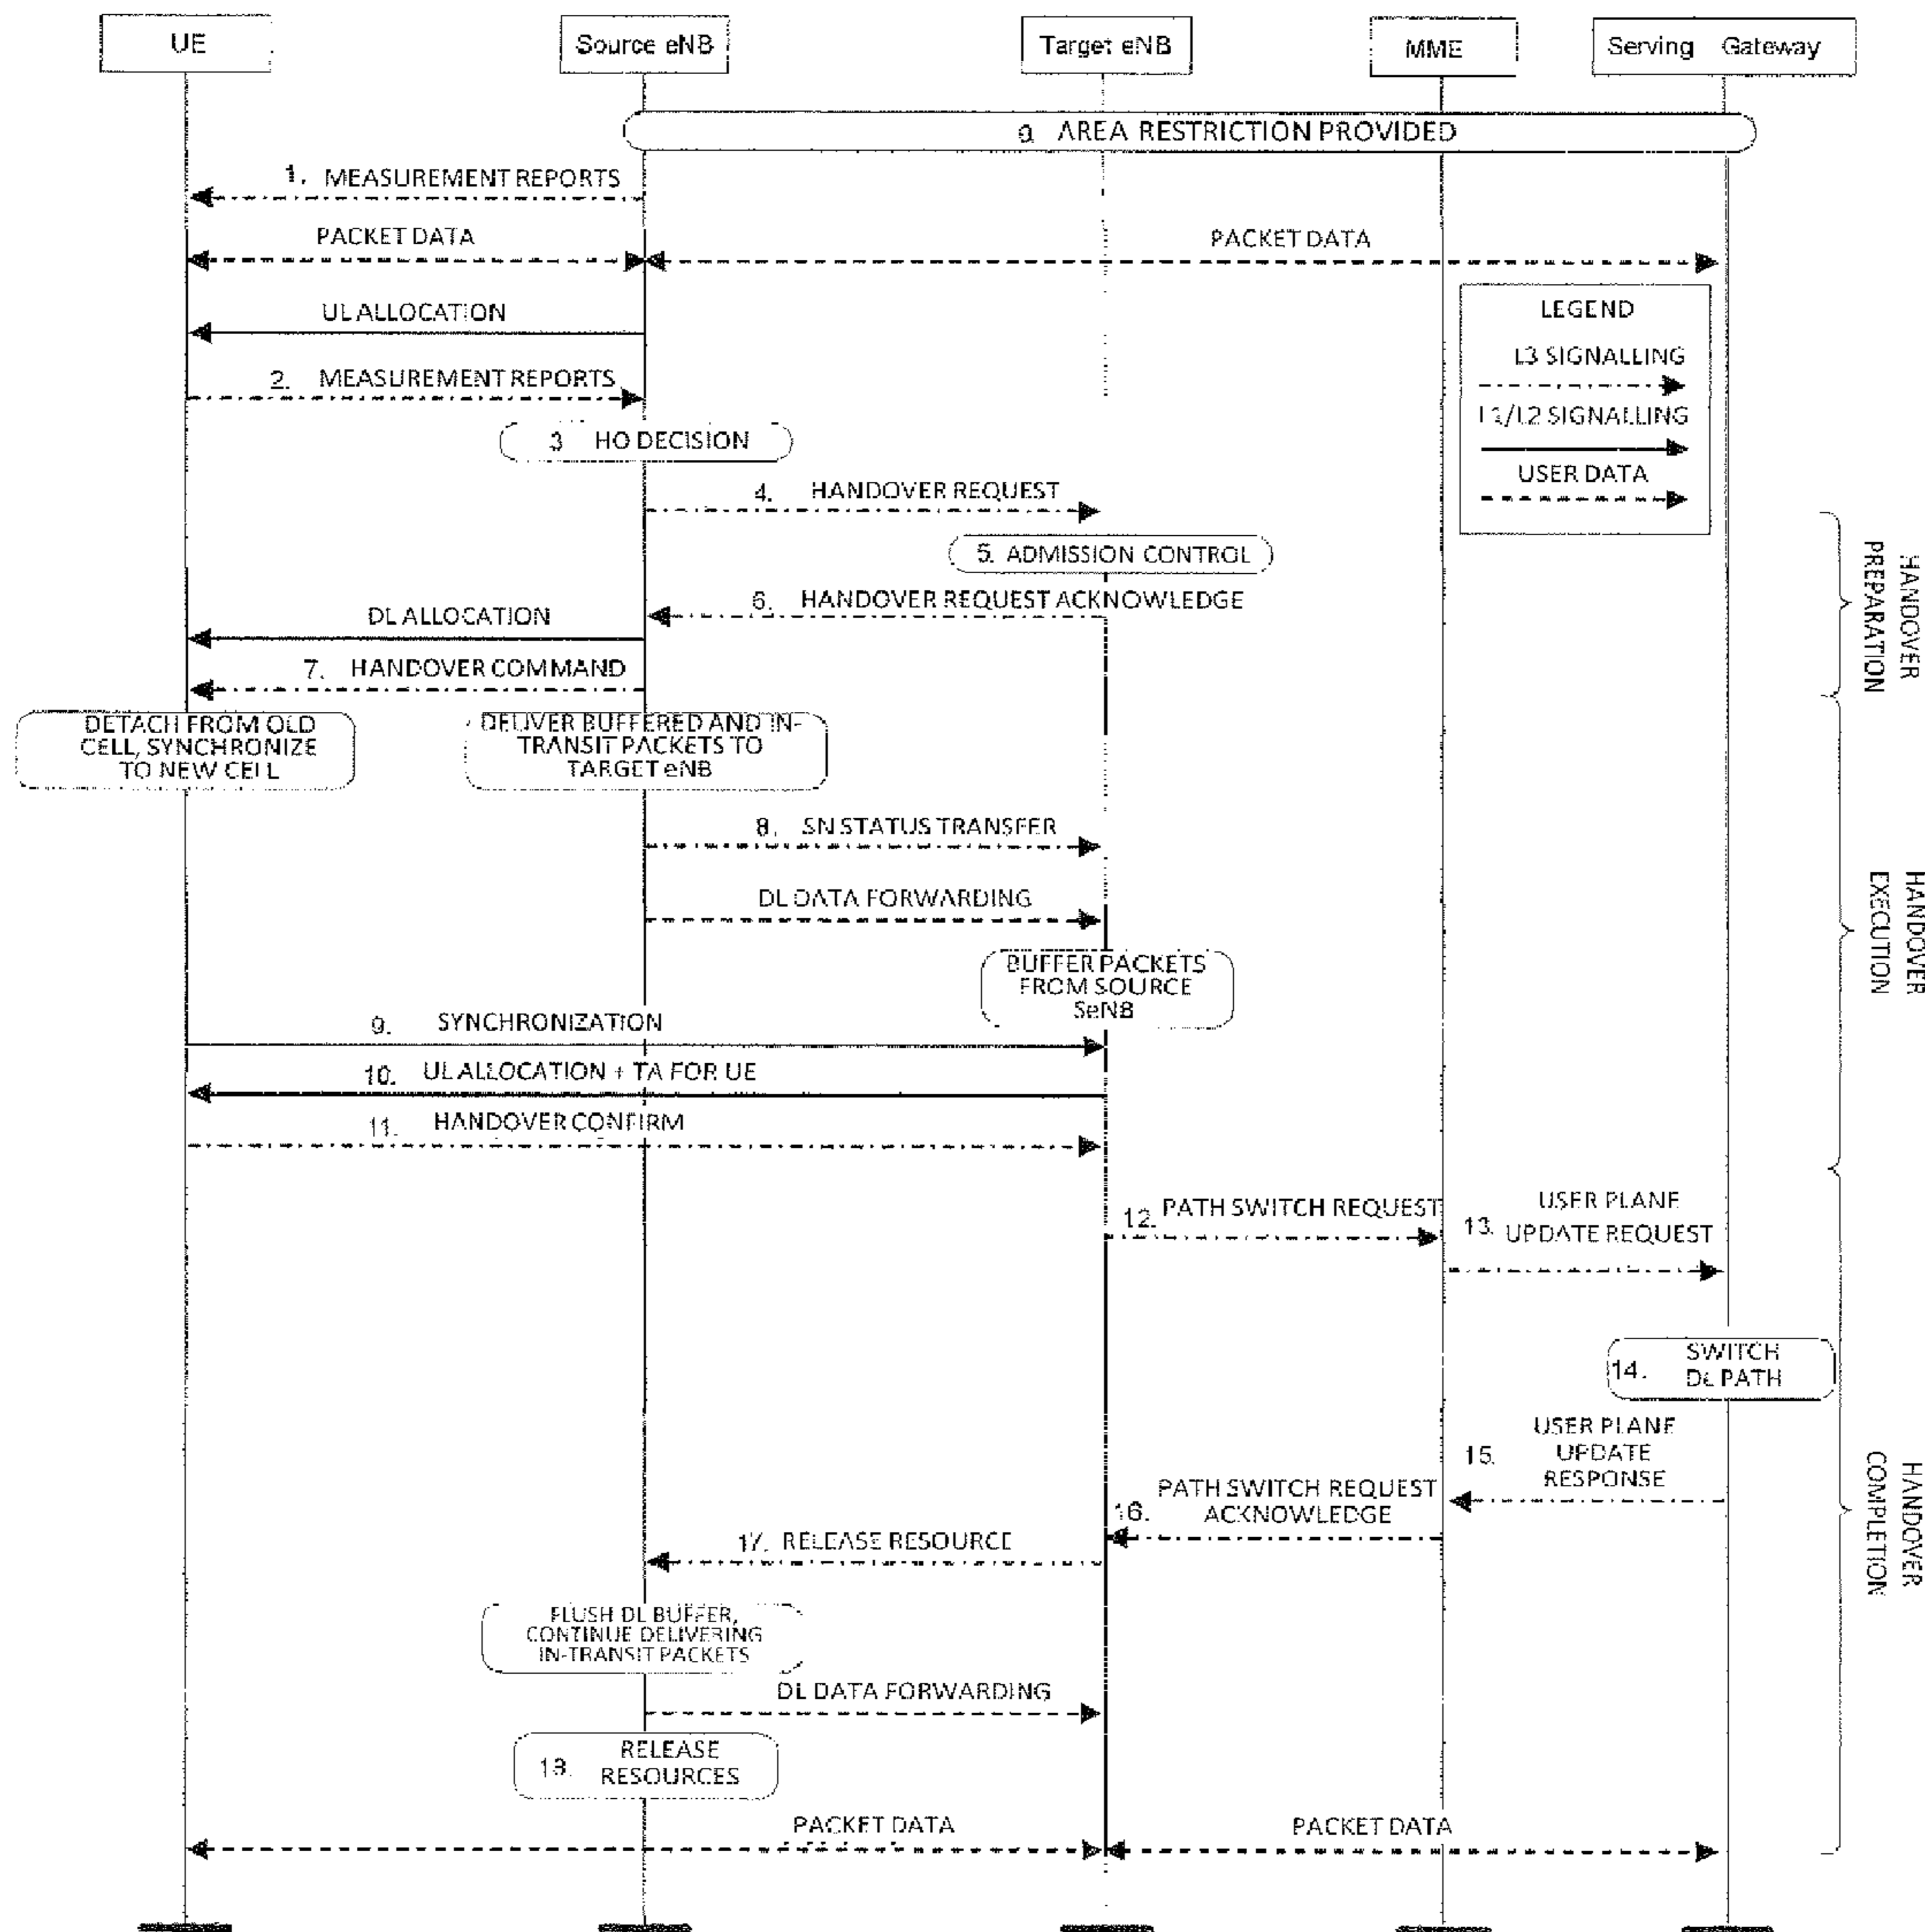 UE
Source eNB
Target eNB
MME
Serving Gateway
0. AREA RESTRICTION PROVIDED
1. MEASUREMENT REPORTS
PACKET DATA
PACKET DATA
UL ALLOCATION
LEGEND
L3 SIGNALLING
L1/L2 SIGNALLING
USER DATA
2. MEASUREMENT REPORTS
3 HO DECISION
4. HANDOVER REQUEST
5. ADMISSION CONTROL
6. HANDOVER REQUEST ACKNOWLEDGE
DL ALLOCATION
7. HANDOVER COMMAND
HANDOVER
PREPARATION
DETACH FROM OLD
CELL, SYNCHRONIZE
TO NEW CELL
DELIVER BUFFERED AND IN-
TRANSIT PACKETS TO
TARGET eNB
8. SN STATUS TRANSFER
DL DATA FORWARDING
HANDOVER
EXECUTION
BUFFER PACKETS
FROM SOURCE
SeNB
9. SYNCHRONIZATION
10. UL ALLOCATION + TA FOR UE
11. HANDOVER CONFIRM
12. PATH SWITCH REQUEST
13. USER PLANE
UPDATE REQUEST
14. SWITCH
DL PATH
15. USER PLANE
UPDATE
RESPONSE
16. PATH SWITCH REQUEST
ACKNOWLEDGE
17. RELEASE RESOURCE
HANDOVER
COMPLETION
FLUSH DL BUFFER,
CONTINUE DELIVERING
IN-TRANSIT PACKETS
DL DATA FORWARDING
18. RELEASE
RESOURCES
PACKET DATA
PACKET DATA